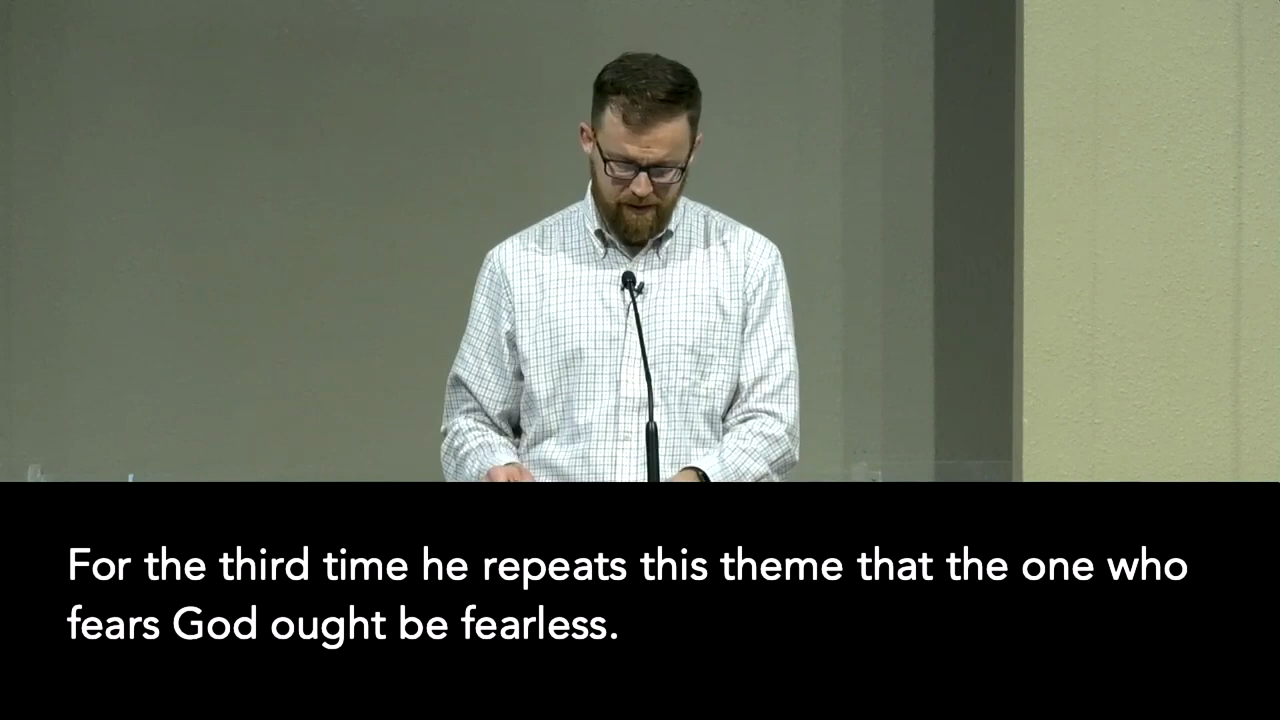 For the third time he repeats this theme that the one who
fears God ought be fearless.